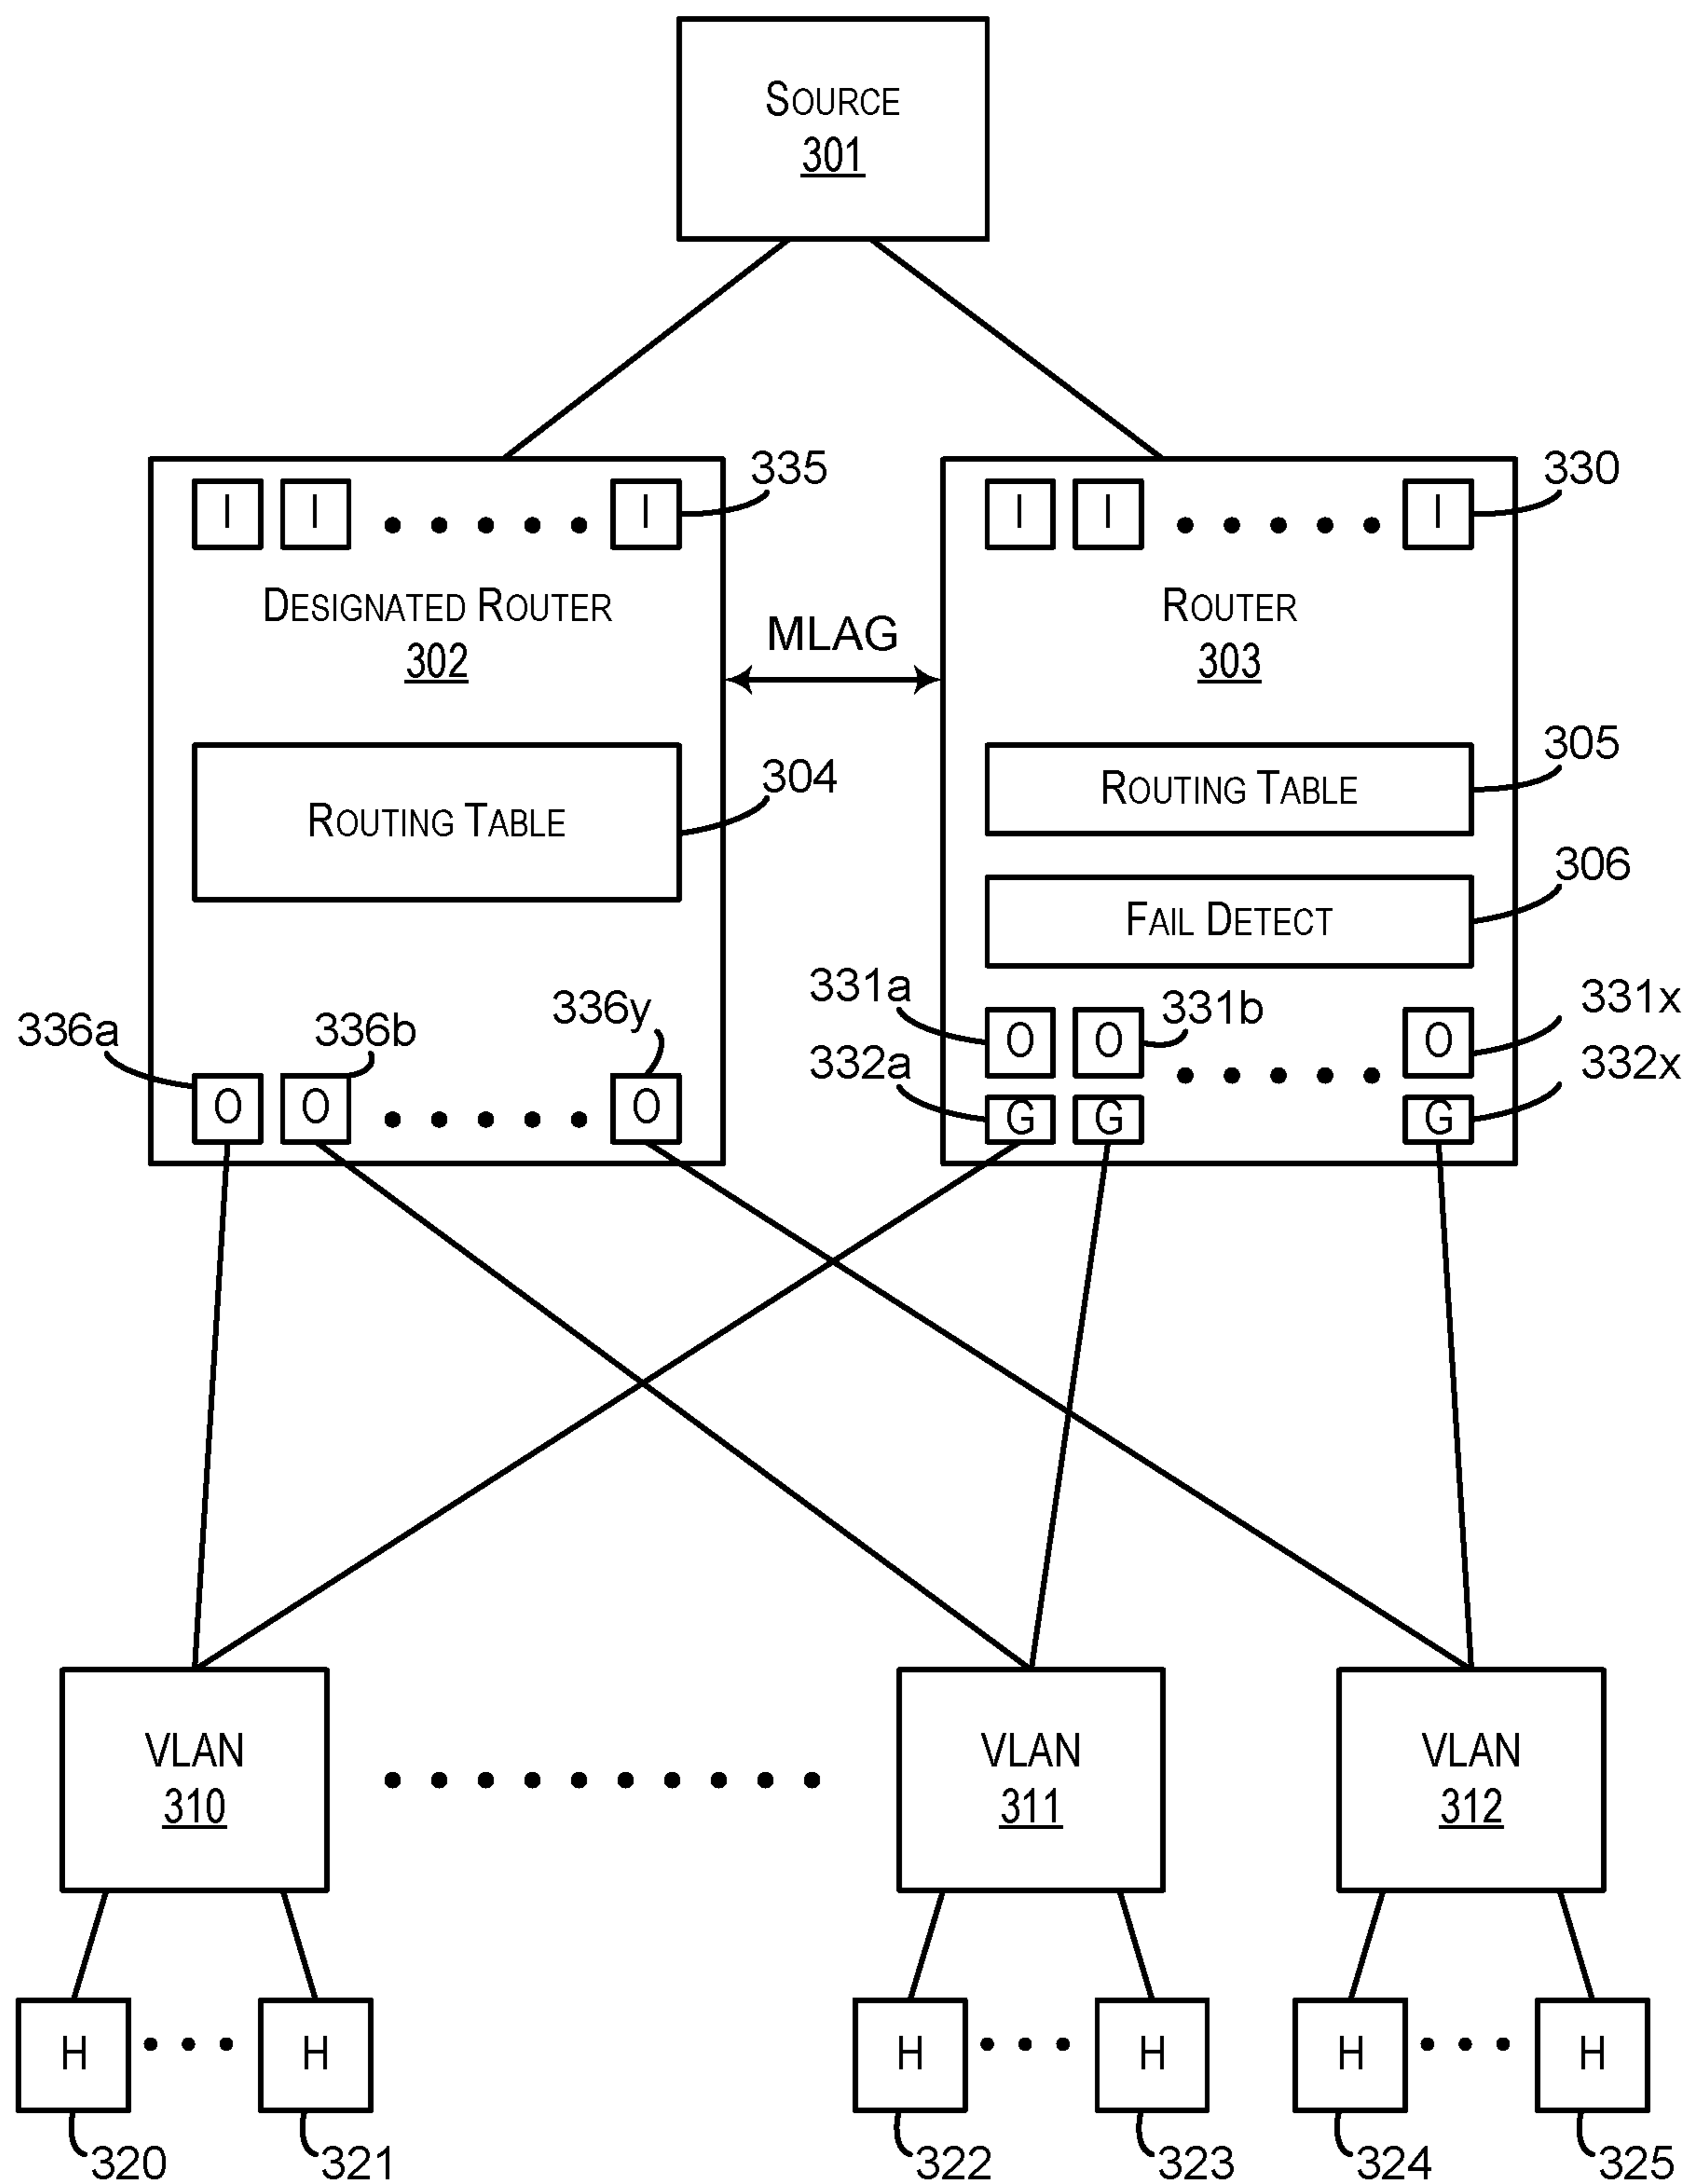 SOURCE
301
335
330
I I I
I I I
DESIGNATED ROUTER
302
MLAG
ROUTER
303
304
305
ROUTING TABLE
ROUTING TABLE
306
FAIL DETECT
336a
336b
336y
331a
331b
331x
O O O
332a
332x
O O O
G G G
VLAN
310
VLAN
311
VLAN
312
H H H H H H
320 321 322 323 324 325